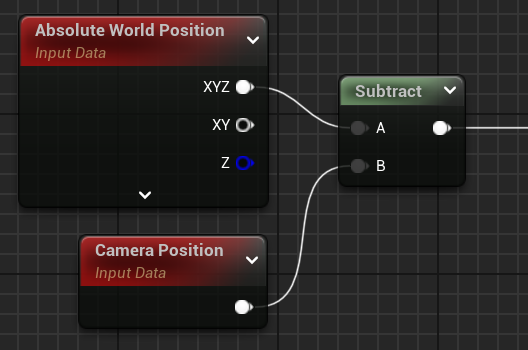 Absolute World Position
Input Data
XYZ
XY
Z
Subtract
A
B
Camera Position
Input Data